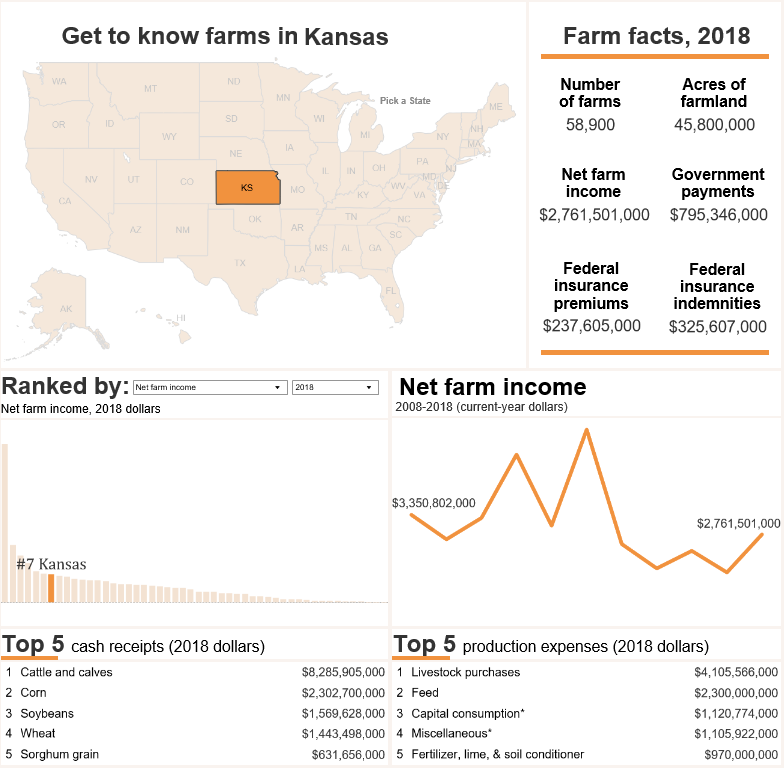 Get to know farms in Kansas
Pick a State
WA
MT
ND
MN
ME
OR
ID
SD
WI
MI
NY
NH
MA
WY
IA
NE
PA
NJ
NV
UT
CO
KS
MO
IL
IN
OH
MD
DE
WV
VA
KY
CA
AZ
NM
OK
AR
TN
NC
SC
TX
LA
MS
AL
GA
FL
AK
HI
Farm facts, 2018
Number of farms
58,900
Acres of farmland
45,800,000
Net farm income
$2,761,501,000
Government payments
$795,346,000
Federal insurance premiums
$237,605,000
Federal insurance indemnities
$325,607,000
Ranked by: Net farm income 2018
Net farm income, 2018 dollars
#7 Kansas
Net farm income
2008-2018 (current-year dollars)
$3,350,802,000
$2,761,501,000
Top 5 cash receipts (2018 dollars)
1 Cattle and calves $8,285,905,000
2 Corn $2,302,700,000
3 Soybeans $1,569,628,000
4 Wheat $1,443,498,000
5 Sorghum grain $631,656,000
Top 5 production expenses (2018 dollars)
1 Livestock purchases $4,105,566,000
2 Feed $2,300,000,000
3 Capital consumption* $1,120,774,000
4 Miscellaneous* $1,105,922,000
5 Fertilizer, lime, & soil conditioner $970,000,000